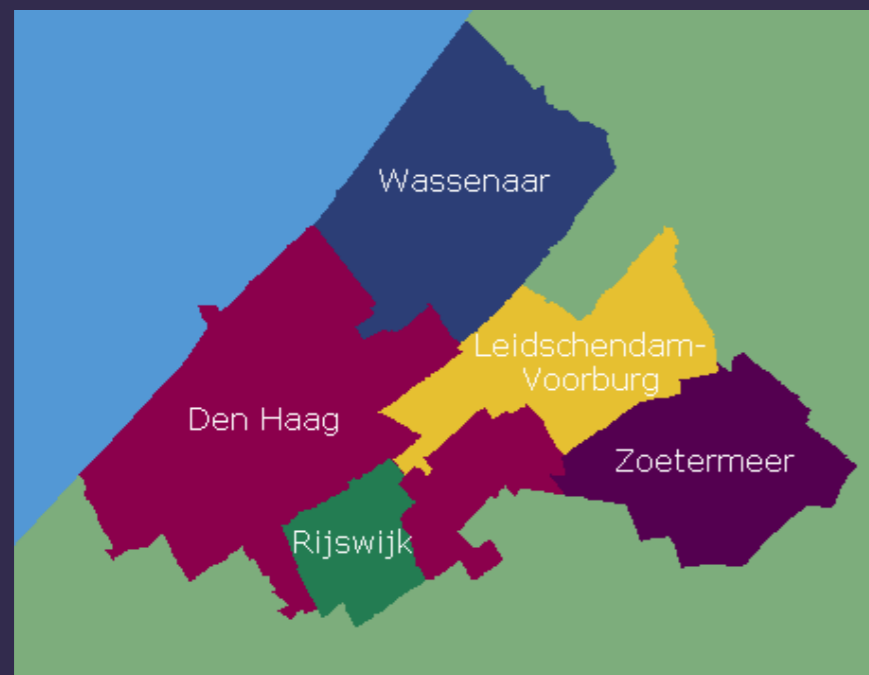 Wassenaar
Leidschendam-
Voorburg
Den Haag
Zoetermeer
Rijswijk